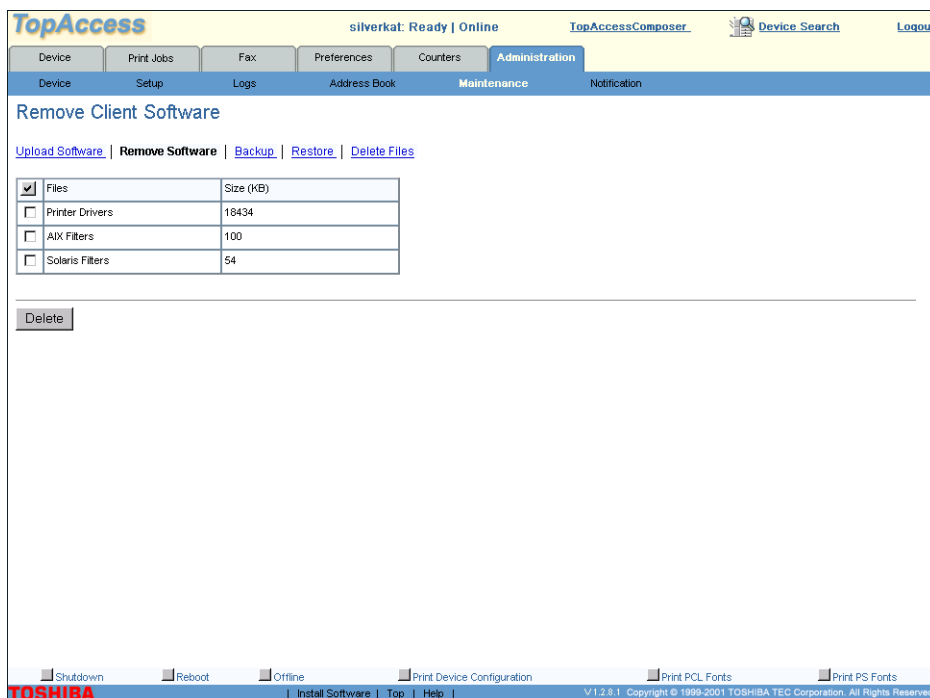 TopAccess silverkat: Ready | Online TopAccessComposer Device Search Logou
Device Print Jobs Fax Preferences Counters Administration
Device Setup Logs Address Book Maintenance Notification
Remove Client Software
Upload Software | Remove Software | Backup | Restore | Delete Files
Files Size (KB)
Printer Drivers 18434
AIX Filters 100
Solaris Filters 54
Delete
Shutdown Reboot Offline Print Device Configuration Print PCL Fonts Print PS Fonts
TOSHIBA | Install Software | Top | Help | V1.2.8.1 Copyright © 1999-2001 TOSHIBA TEC Corporation. All Rights Reserve